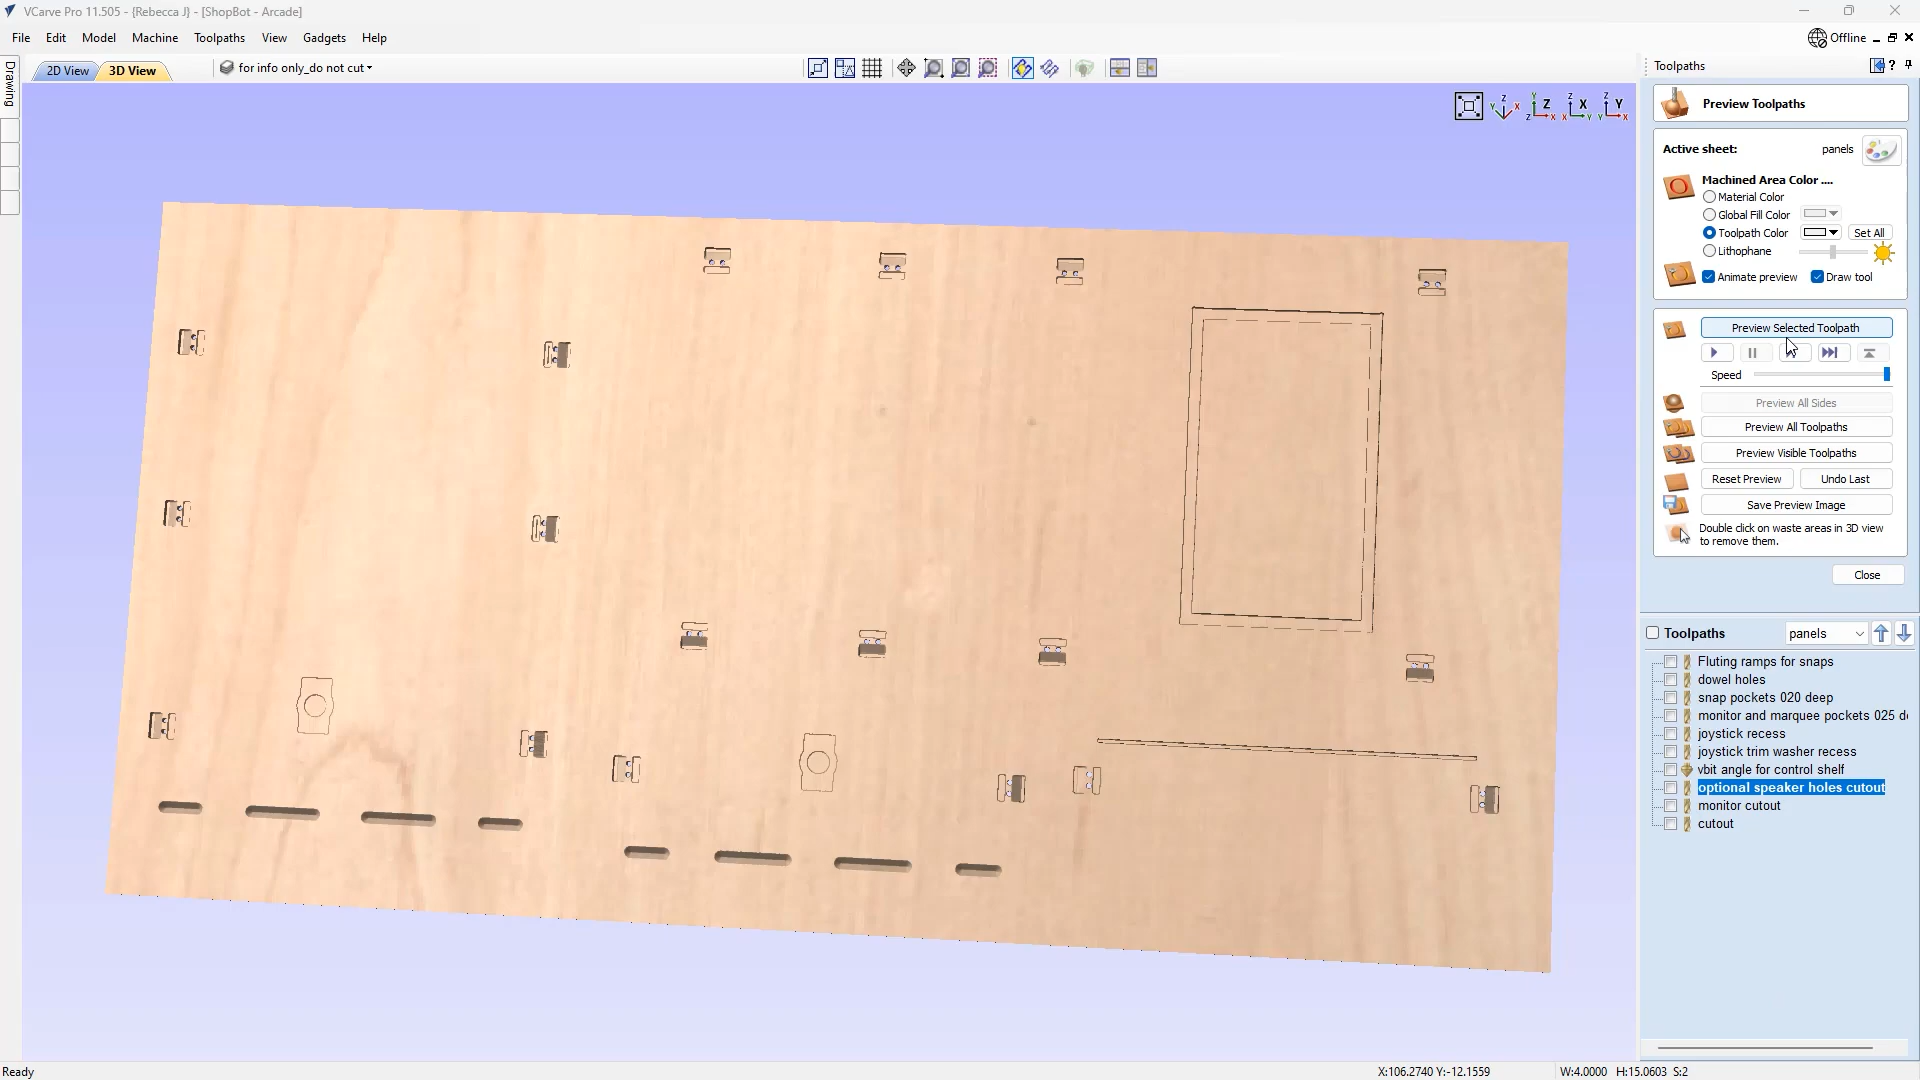 VCarve Pro 11.505 - {Rebecca J} - [ShopBot - Arcade]
File Edit Model Machine Toolpaths View Gadgets Help
Offline
Drawing
2D View 3D View
for info only_do not cut
Toolpaths
Preview Toolpaths
Active sheet: panels
Machined Area Color ....
Material Color
Global Fill Color
Toolpath Color Set All
Lithophane
Animate preview Draw tool
Preview Selected Toolpath
Speed
Preview All Sides
Preview All Toolpaths
Preview Visible Toolpaths
Reset Preview Undo Last
Save Preview Image
Double click on waste areas in 3D view
to remove them.
Close
Toolpaths panels
Fluting ramps for snaps
dowel holes
snap pockets 020 deep
monitor and marquee pockets 025 d
joystick recess
joystick trim washer recess
vbit angle for control shelf
optional speaker holes cutout
monitor cutout
cutout
Ready
X:106.2740 Y:-12.1559
W:4.0000 H:15.0603 S:2